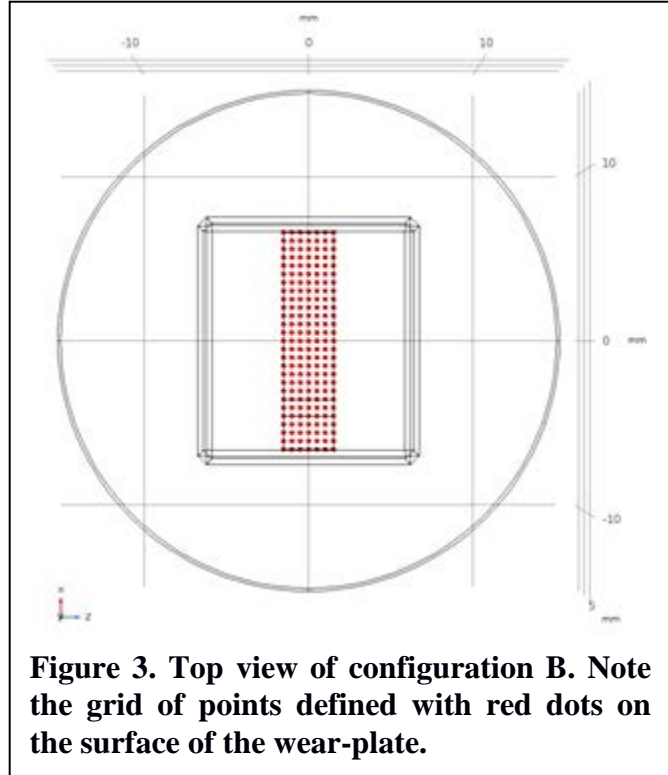 mm
-10 0 10
10
0 mm
-10
5
mm
x
z
Figure 3. Top view of configuration B. Note
the grid of points defined with red dots on
the surface of the wear-plate.